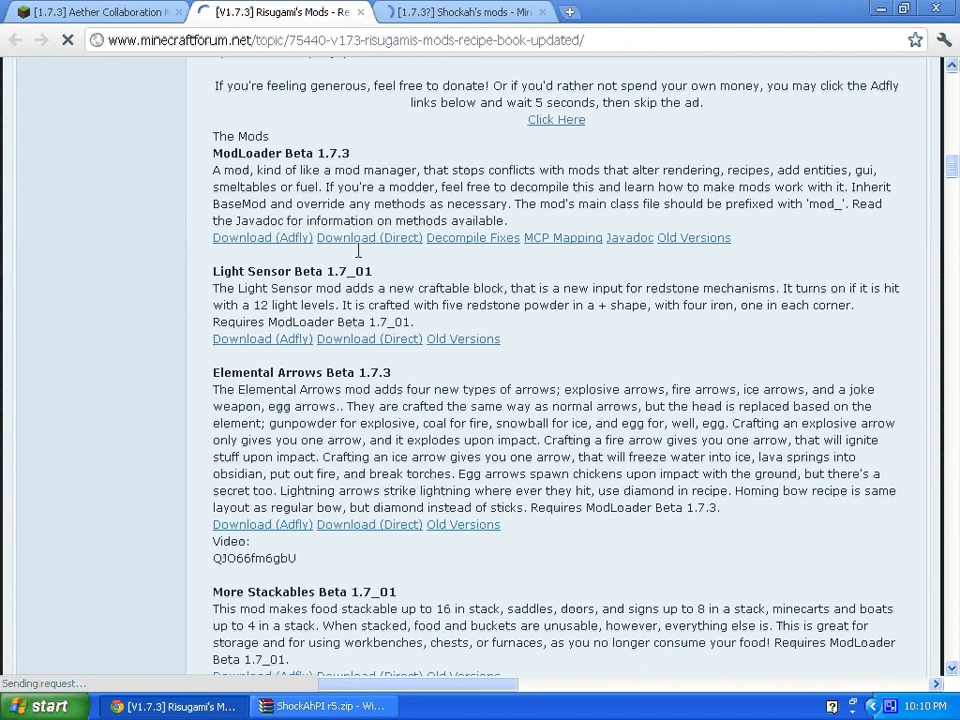 [1.7.3] Aether Collaboration M
[V1.7.3] Risugami's Mods - Re
[1.7.3?] Shockah's mods - Min
www.minecraftforum.net/topic/75440-v173-risugamis-mods-recipe-book-updated/
If you're feeling generous, feel free to donate! Or if you'd rather not spend your own money, you may click the Adfly
links below and wait 5 seconds, then skip the ad.
Click Here
The Mods
ModLoader Beta 1.7.3
A mod, kind of like a mod manager, that stops conflicts with mods that alter rendering, recipes, add entities, gui,
smeltables or fuel. If you're a modder, feel free to decompile this and learn how to make mods work with it. Inherit
BaseMod and override any methods as necessary. The mod's main class file should be prefixed with 'mod_'. Read
the Javadoc for information on methods available.
Download (Adfly) Download (Direct) Decompile Fixes MCP Mapping Javadoc Old Versions
Light Sensor Beta 1.7_01
The Light Sensor mod adds a new craftable block, that is a new input for redstone mechanisms. It turns on if it is hit
with a 12 light levels. It is crafted with five redstone powder in a + shape, with four iron, one in each corner.
Requires ModLoader Beta 1.7_01.
Download (Adfly) Download (Direct) Old Versions
Elemental Arrows Beta 1.7.3
The Elemental Arrows mod adds four new types of arrows; explosive arrows, fire arrows, ice arrows, and a joke
weapon, egg arrows.. They are crafted the same way as normal arrows, but the head is replaced based on the
element; gunpowder for explosive, coal for fire, snowball for ice, and egg for, well, egg. Crafting an explosive arrow
only gives you one arrow, and it explodes upon impact. Crafting a fire arrow gives you one arrow, that will ignite
stuff upon impact. Crafting an ice arrow gives you one arrow, that will freeze water into ice, lava springs into
obsidian, put out fire, and break torches. Egg arrows spawn chickens upon impact with the ground, but there's a
secret too. Lightning arrows strike lightning where ever they hit, use diamond in recipe. Homing bow recipe is same
layout as regular bow, but diamond instead of sticks. Requires ModLoader Beta 1.7.3.
Download (Adfly) Download (Direct) Old Versions
Video:
QJO66fm6gbU
More Stackables Beta 1.7_01
This mod makes food stackable up to 16 in stack, saddles, doors, and signs up to 8 in a stack, minecarts and boats
up to 4 in a stack. When stacked, food and buckets are unusable, however, everything else is. This is great for
storage and for using workbenches, chests, or furnaces, as you no longer consume your food! Requires ModLoader
Beta 1.7_01.
Download (Adfly) Download (Direct) Old Versions
Sending request...
start
[V1.7.3] Risugami's M...
ShockAhPI r5.zip - Wi...
10:10 PM